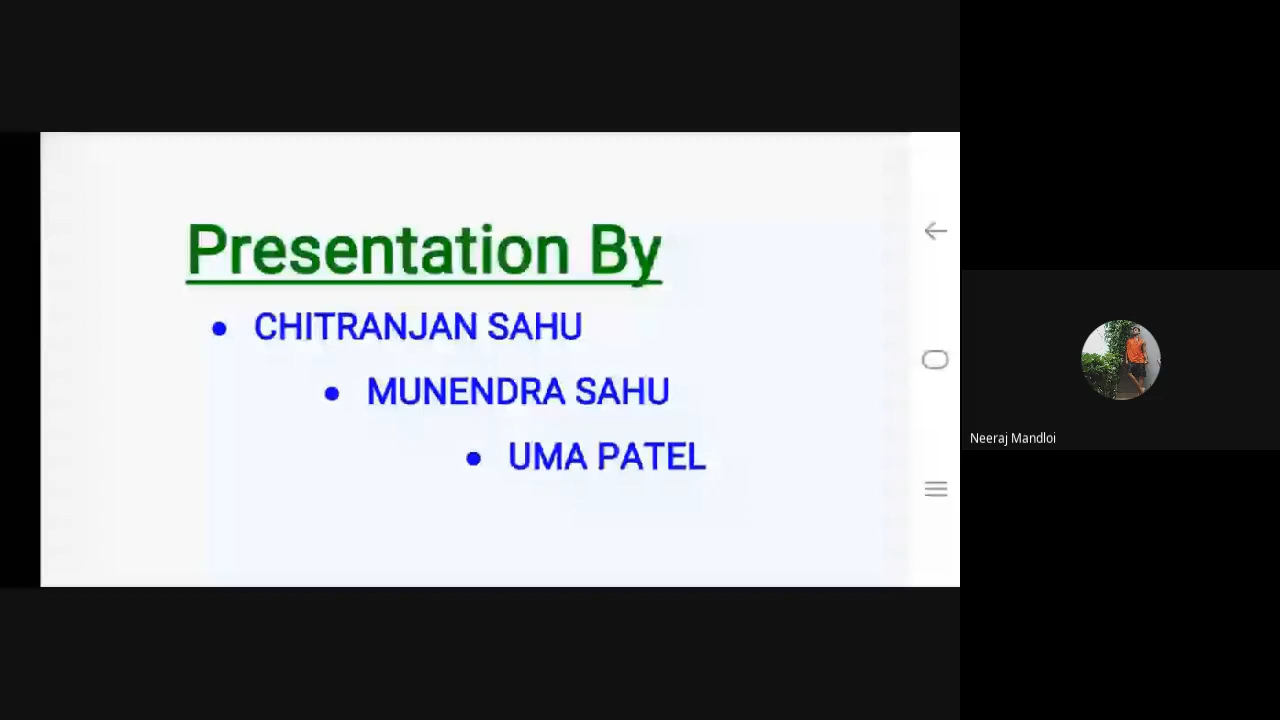 Presentation By
• CHITRANJAN SAHU
• MUNENDRA SAHU
• UMA PATEL
Neeraj Mandloi